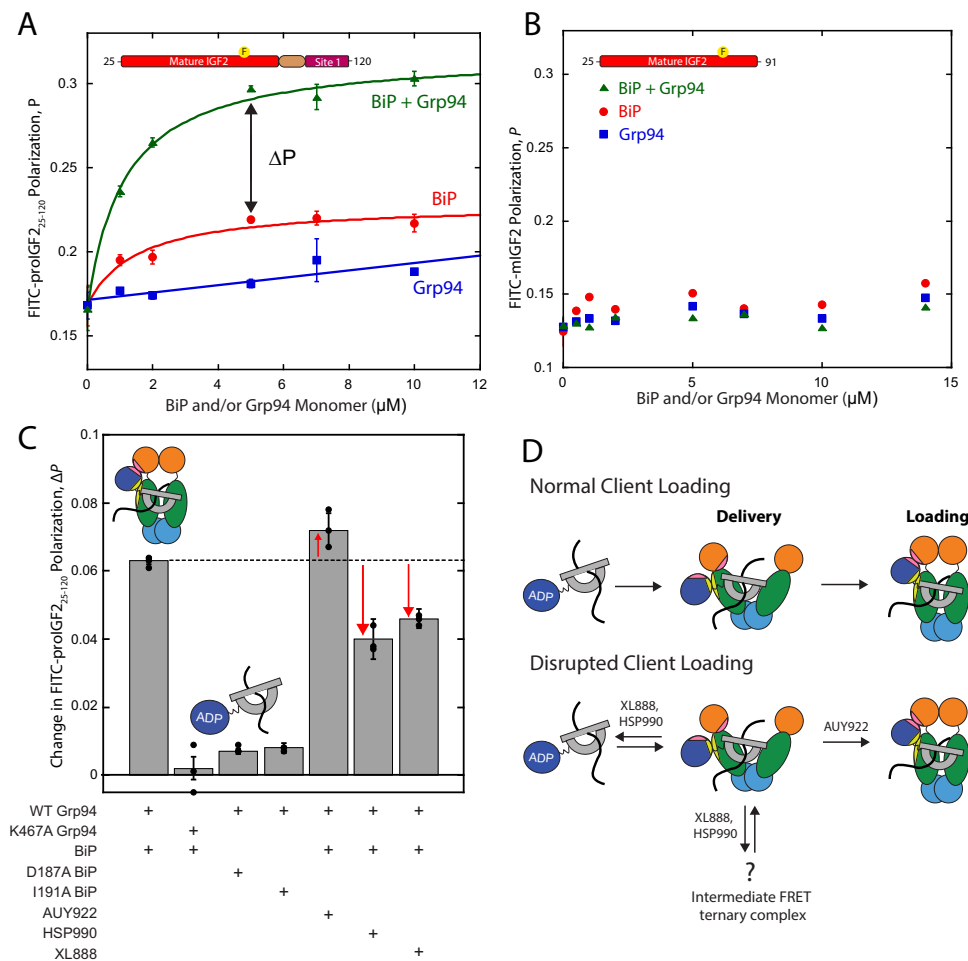 A
F
25 - Mature IGF2 Site 1 -120
FITC-proIGF2₂₅₋₁₂₀ Polarization, P
0.3
0.25
0.2
0.15
BiP + Grp94
ΔP
BiP
Grp94
0 2 4 6 8 10 12
BiP and/or Grp94 Monomer (µM)
B
F
25 - Mature IGF2 - 91
BiP + Grp94
BiP
Grp94
FITC-mIGF2 Polarization, P
0.3
0.25
0.2
0.15
0.1
0 5 10 15
BiP and/or Grp94 Monomer (µM)
C
Change in FITC-proIGF2₂₅₋₁₂₀ Polarization, ΔP
0.1
0.08
0.06
0.04
0.02
0
ADP
WT Grp94 + + + + + +
K467A Grp94 +
BiP + + + + +
D187A BiP +
I191A BiP +
AUY922 +
HSP990 +
XL888 +
D
Normal Client Loading
Delivery Loading
ADP
Disrupted Client Loading
XL888,
HSP990
AUY922
ADP
XL888,
HSP990
?
Intermediate FRET
ternary complex